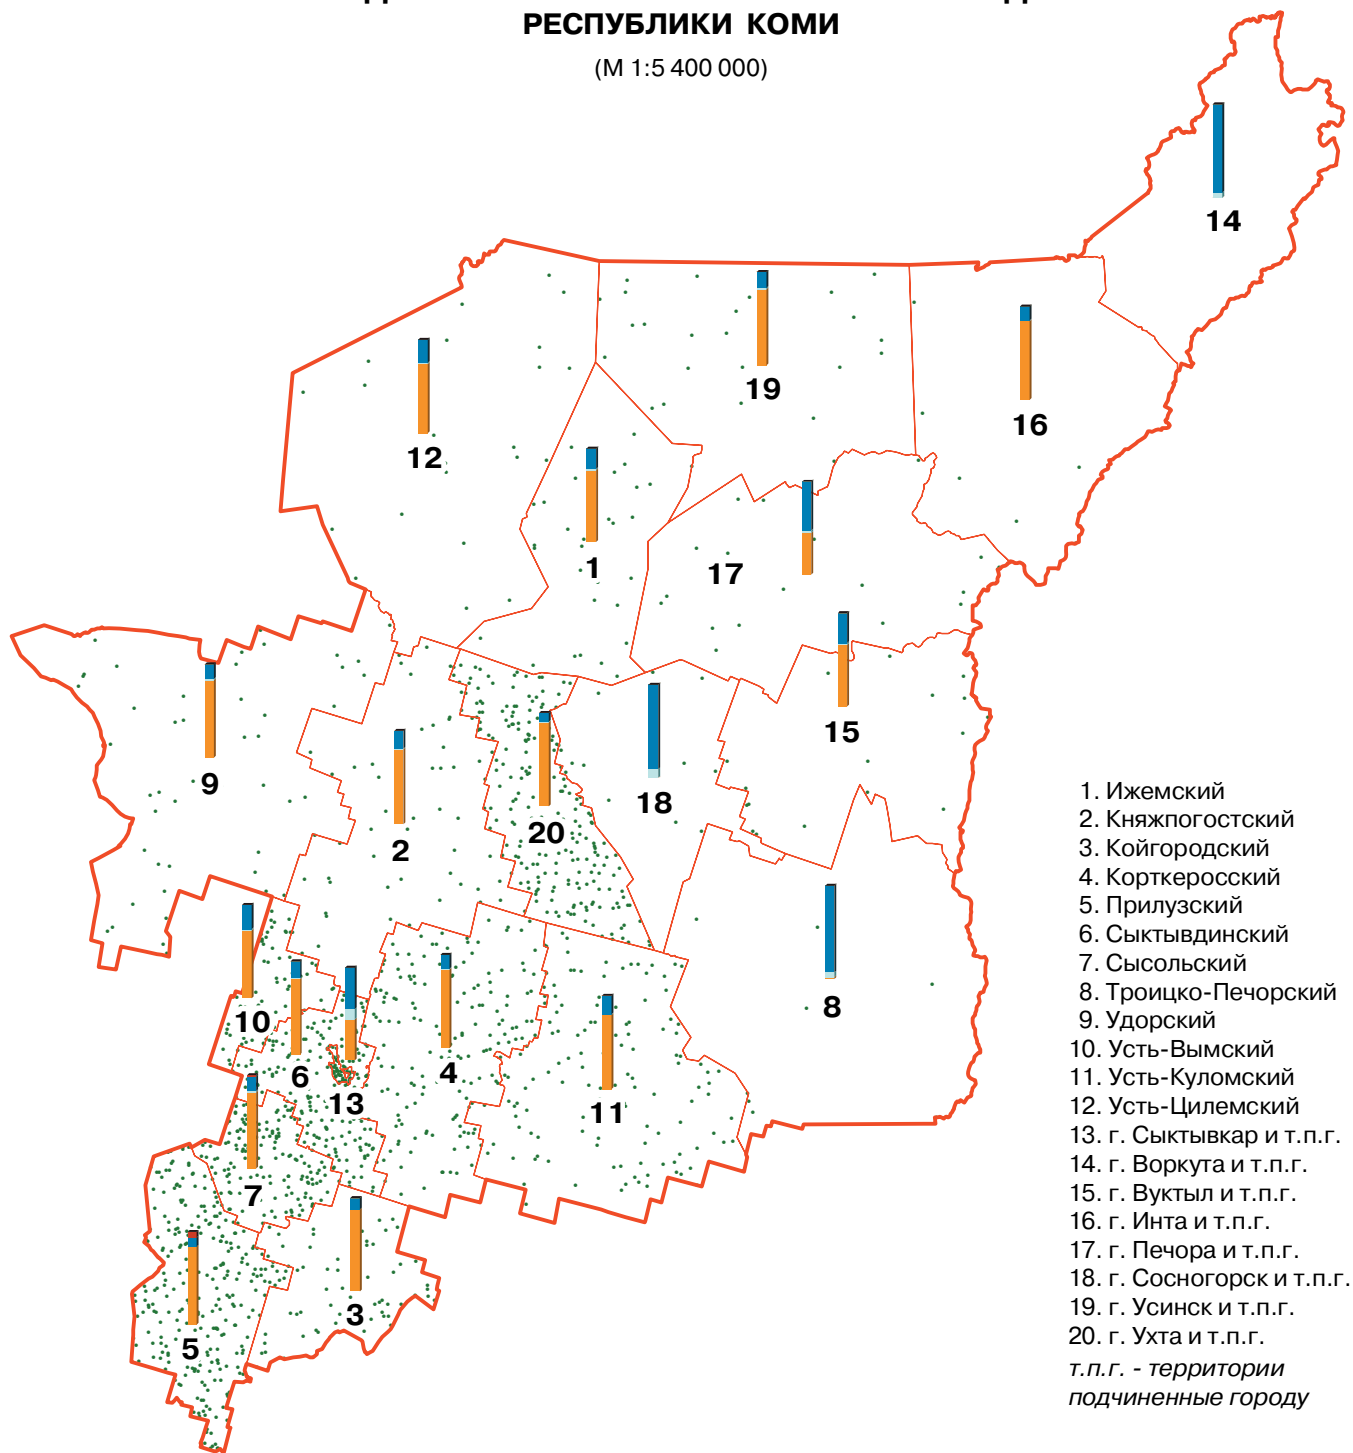 РЕСПУБЛИКИ КОМИ
(М 1:5 400 000)
14
19
16
12
1
17
15
9
18
20
2
8
10
6
4
13
11
7
3
5
1. Ижемский
2. Княжпогостский
3. Койгородский
4. Корткеросский
5. Прилузский
6. Сыктывдинский
7. Сысольский
8. Троицко-Печорский
9. Удорский
10. Усть-Вымский
11. Усть-Куломский
12. Усть-Цилемский
13. г. Сыктывкар и т.п.г.
14. г. Воркута и т.п.г.
15. г. Вуктыл и т.п.г.
16. г. Инта и т.п.г.
17. г. Печора и т.п.г.
18. г. Сосногорск и т.п.г.
19. г. Усинск и т.п.г.
20. г. Ухта и т.п.г.
т.п.г. - территории
подчиненные городу